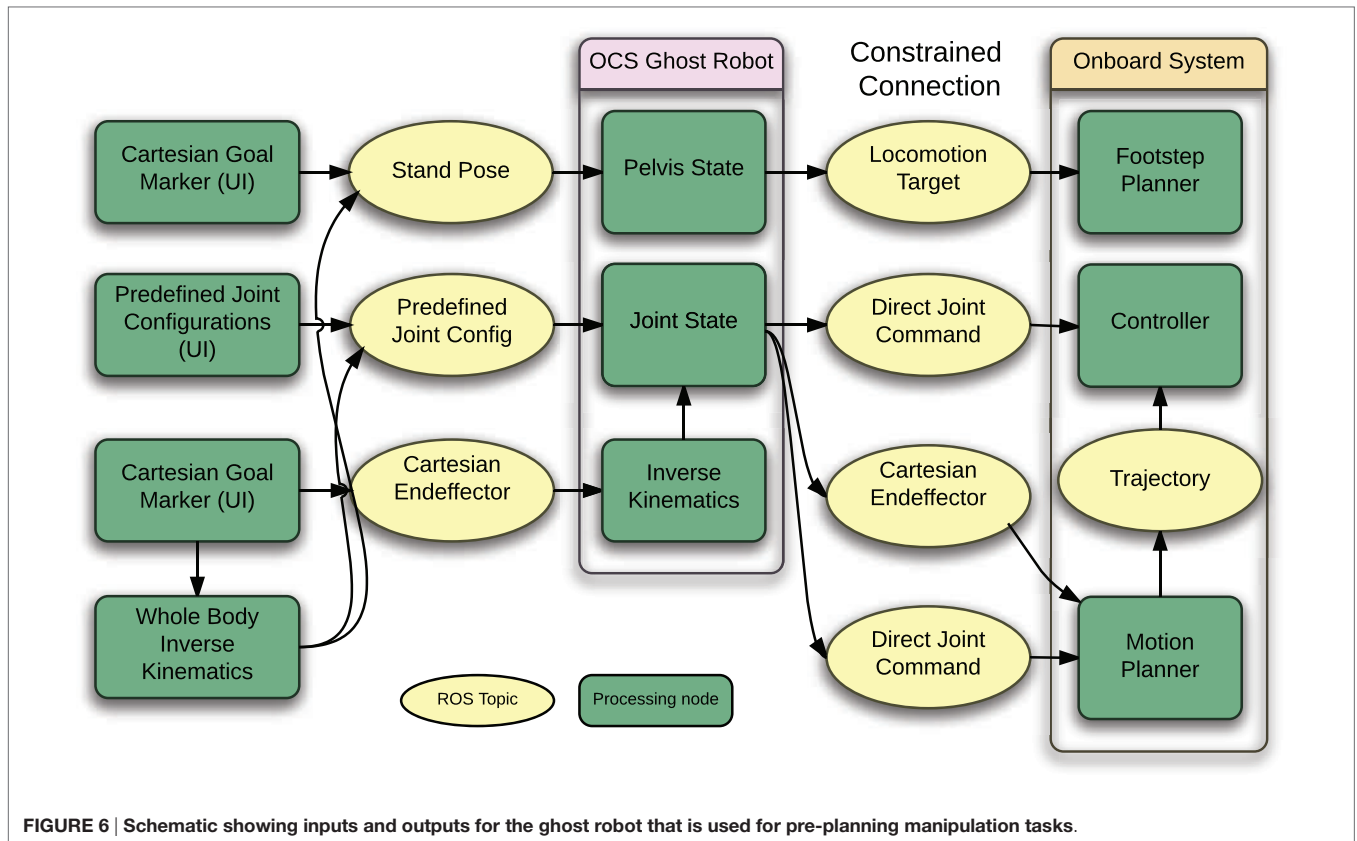 OCS Ghost Robot
Constrained
Connection
Onboard System
Cartesian Goal
Marker (UI)
Stand Pose
Pelvis State
Locomotion
Target
Footstep
Planner
Predefined Joint
Configurations
(UI)
Predefined
Joint Config
Joint State
Direct Joint
Command
Controller
Cartesian Goal
Marker (UI)
Cartesian
Endeffector
Inverse
Kinematics
Cartesian
Endeffector
Trajectory
Whole Body
Inverse
Kinematics
Direct Joint
Command
Motion
Planner
ROS Topic
Processing node
FIGURE 6 | Schematic showing inputs and outputs for the ghost robot that is used for pre-planning manipulation tasks.